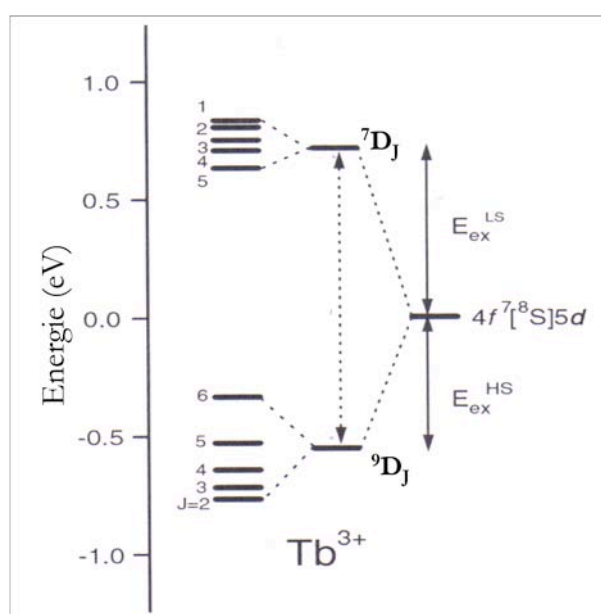 1.0
0.5
0.0
-0.5
-1.0
Energie (eV)
1
2
3
4
5
⁷D_J
E_ex^LS
4f⁷[⁸S]5d
E_ex^HS
6
5
4
3
J=2
⁹D_J
Tb³⁺